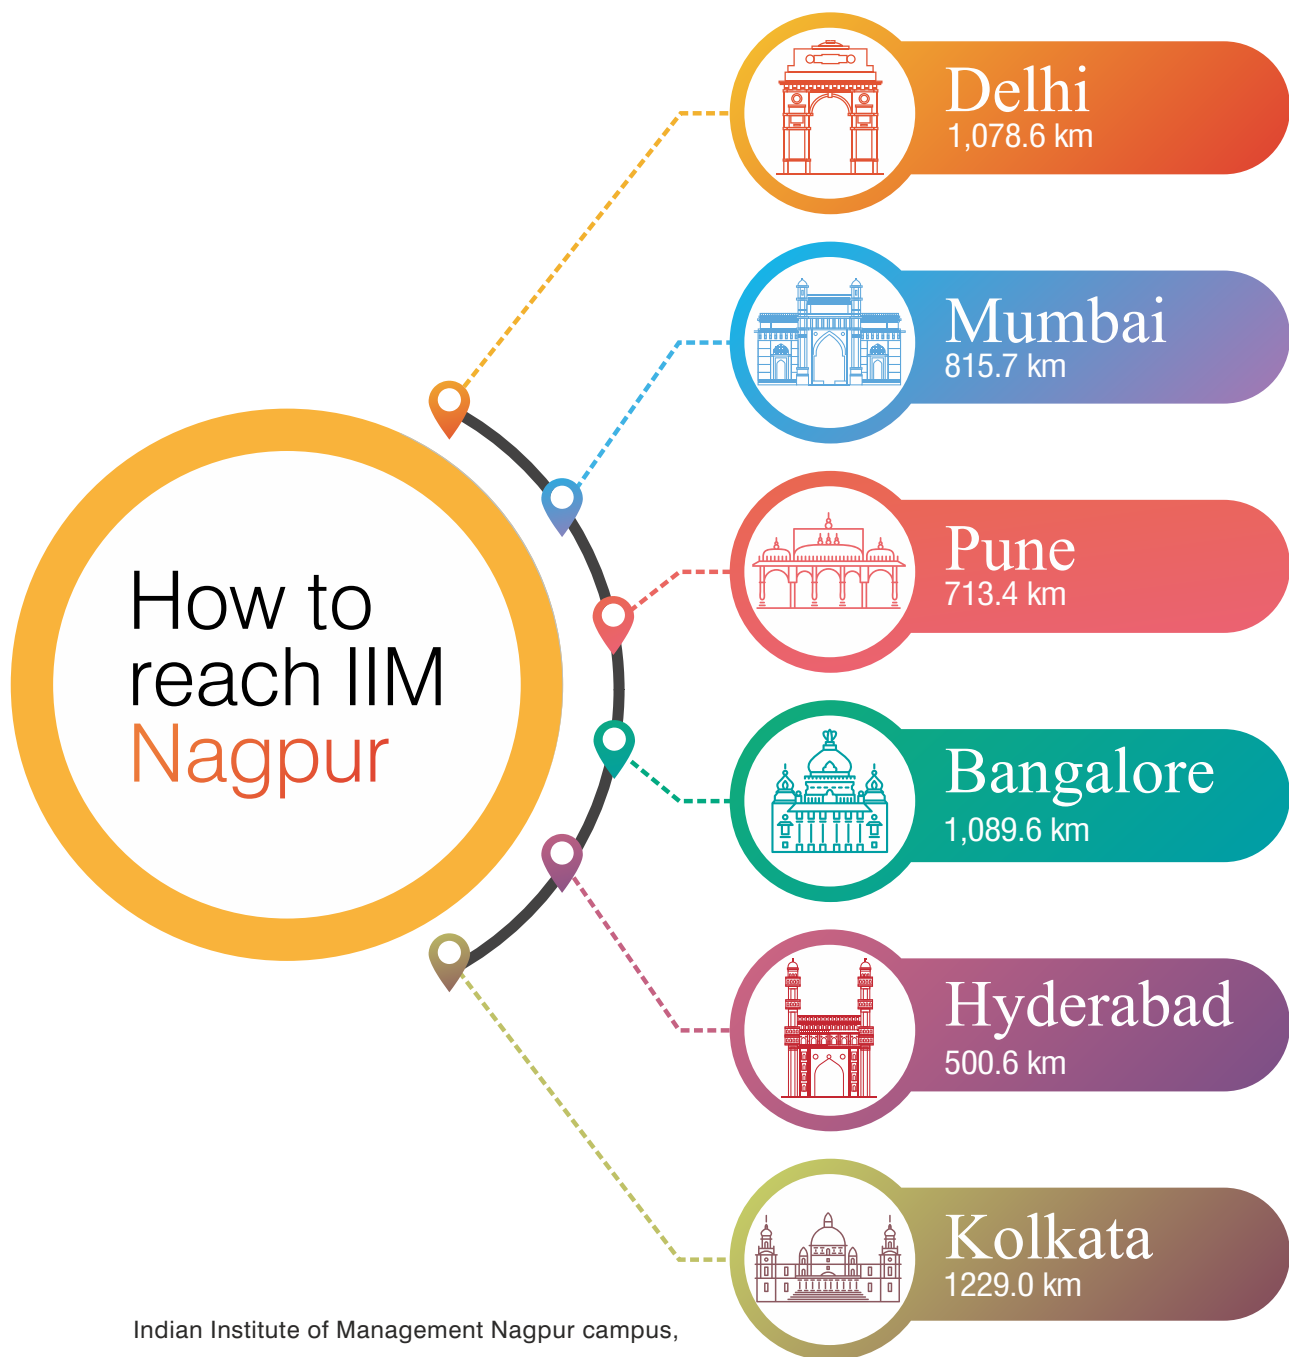 How to
reach IIM
Nagpur
Delhi
1,078.6 km
Mumbai
815.7 km
Pune
713.4 km
Bangalore
1,089.6 km
Hyderabad
500.6 km
Kolkata
1229.0 km
Indian Institute of Management Nagpur campus,